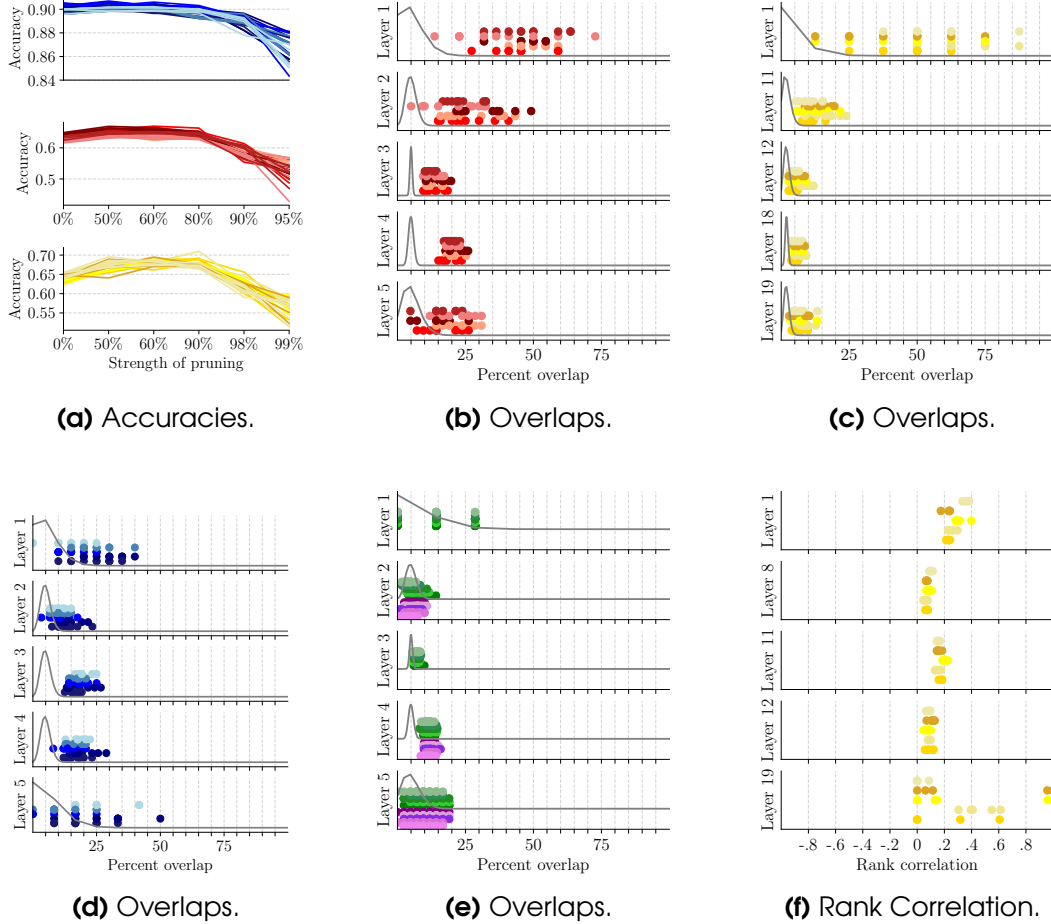 Accuracy
0.90
0.88
0.86
0.84
Accuracy
0.6
0.5
0% 50% 60% 80% 90% 95%
Accuracy
0.70
0.65
0.60
0.55
0% 50% 60% 80% 90% 99%
Strength of pruning
(a) Accuracies.
Layer 1
Layer 2
Layer 3
Layer 4
Layer 5
25 50 75
Percent overlap
(b) Overlaps.
Layer 1
Layer 11
Layer 12
Layer 18
Layer 19
25 50 75
Percent overlap
(c) Overlaps.
Layer 1
Layer 2
Layer 3
Layer 4
Layer 5
25 50 75
Percent overlap
(d) Overlaps.
Layer 1
Layer 2
Layer 3
Layer 4
Layer 5
25 50 75
Percent overlap
(e) Overlaps.
Layer 1
Layer 8
Layer 11
Layer 12
Layer 19
-.8 -.6 -.4 -.2 0 .2 .4 .6 .8
Rank correlation
(f) Rank Correlation.